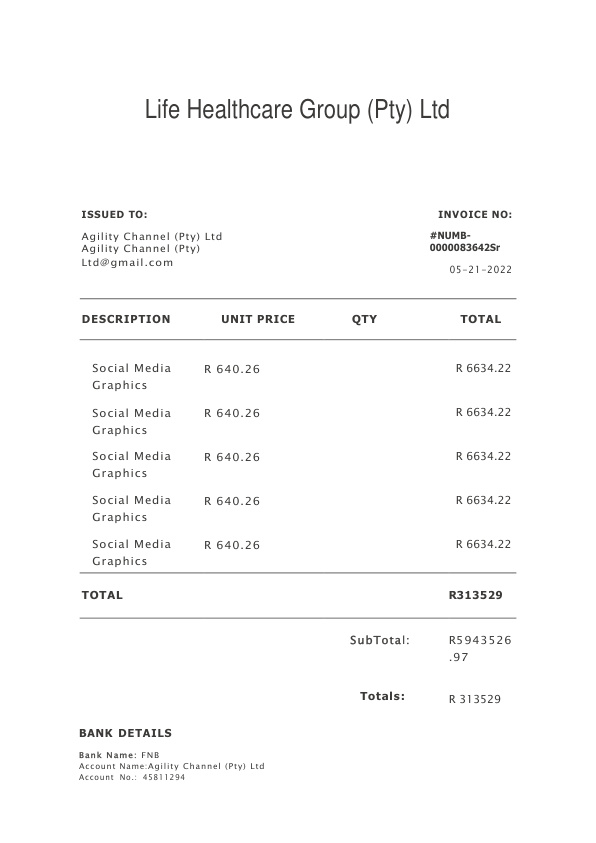 Life Healthcare Group (Pty) Ltd
ISSUED TO:
INVOICE NO:
Agility Channel (Pty) Ltd
Agility Channel (Pty)
Ltd@gmail.com
#NUMB-
0000083642Sr
05-21-2022
DESCRIPTION UNIT PRICE QTY TOTAL
Social Media R 640.26 R 6634.22
Graphics
Social Media R 640.26 R 6634.22
Graphics
Social Media R 640.26 R 6634.22
Graphics
Social Media R 640.26 R 6634.22
Graphics
Social Media R 640.26 R 6634.22
Graphics
TOTAL R313529
SubTotal: R5943526
.97
Totals: R 313529
BANK DETAILS
Bank Name: FNB
Account Name:Agility Channel (Pty) Ltd
Account No.: 45811294